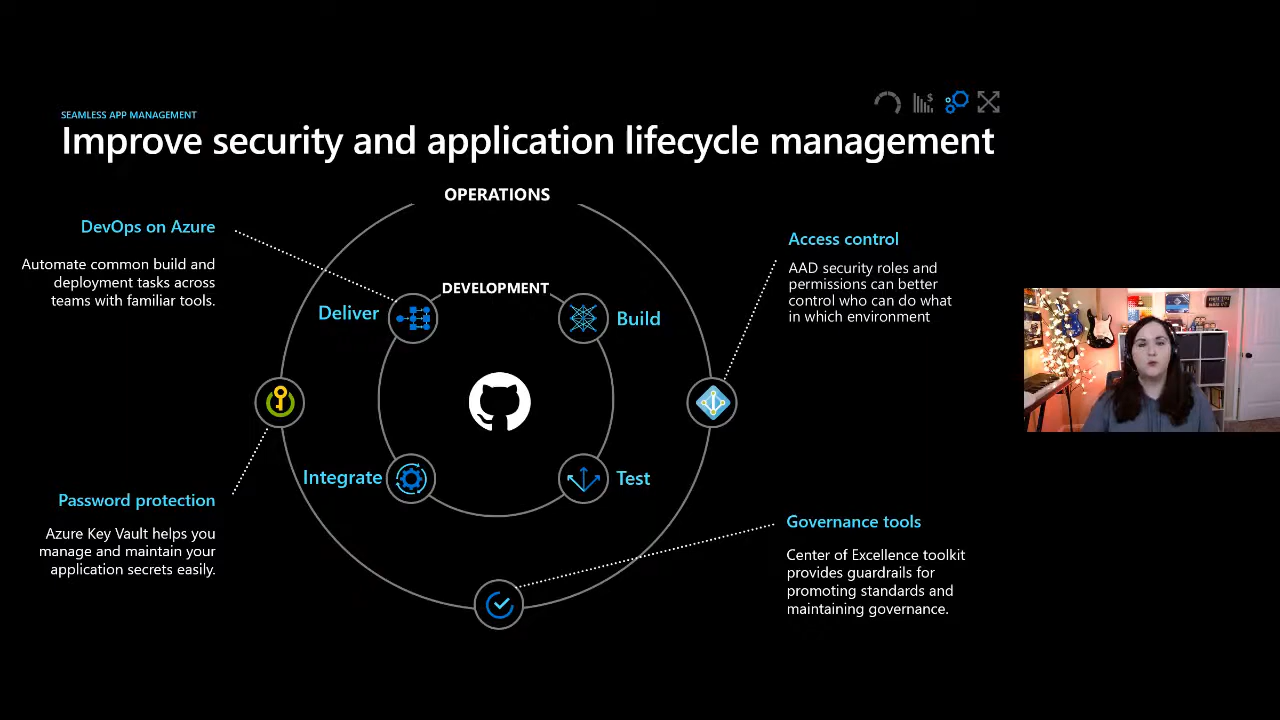 SEAMLESS APP MANAGEMENT
Improve security and application lifecycle management
OPERATIONS
DevOps on Azure
Automate common build and
deployment tasks across
teams with familiar tools.
Access control
AAD security roles and
permissions can better
control who can do what
in which environment
DEVELOPMENT
Deliver
Build
Integrate
Test
Password protection
Azure Key Vault helps you
manage and maintain your
application secrets easily.
Governance tools
Center of Excellence toolkit
provides guardrails for
promoting standards and
maintaining governance.